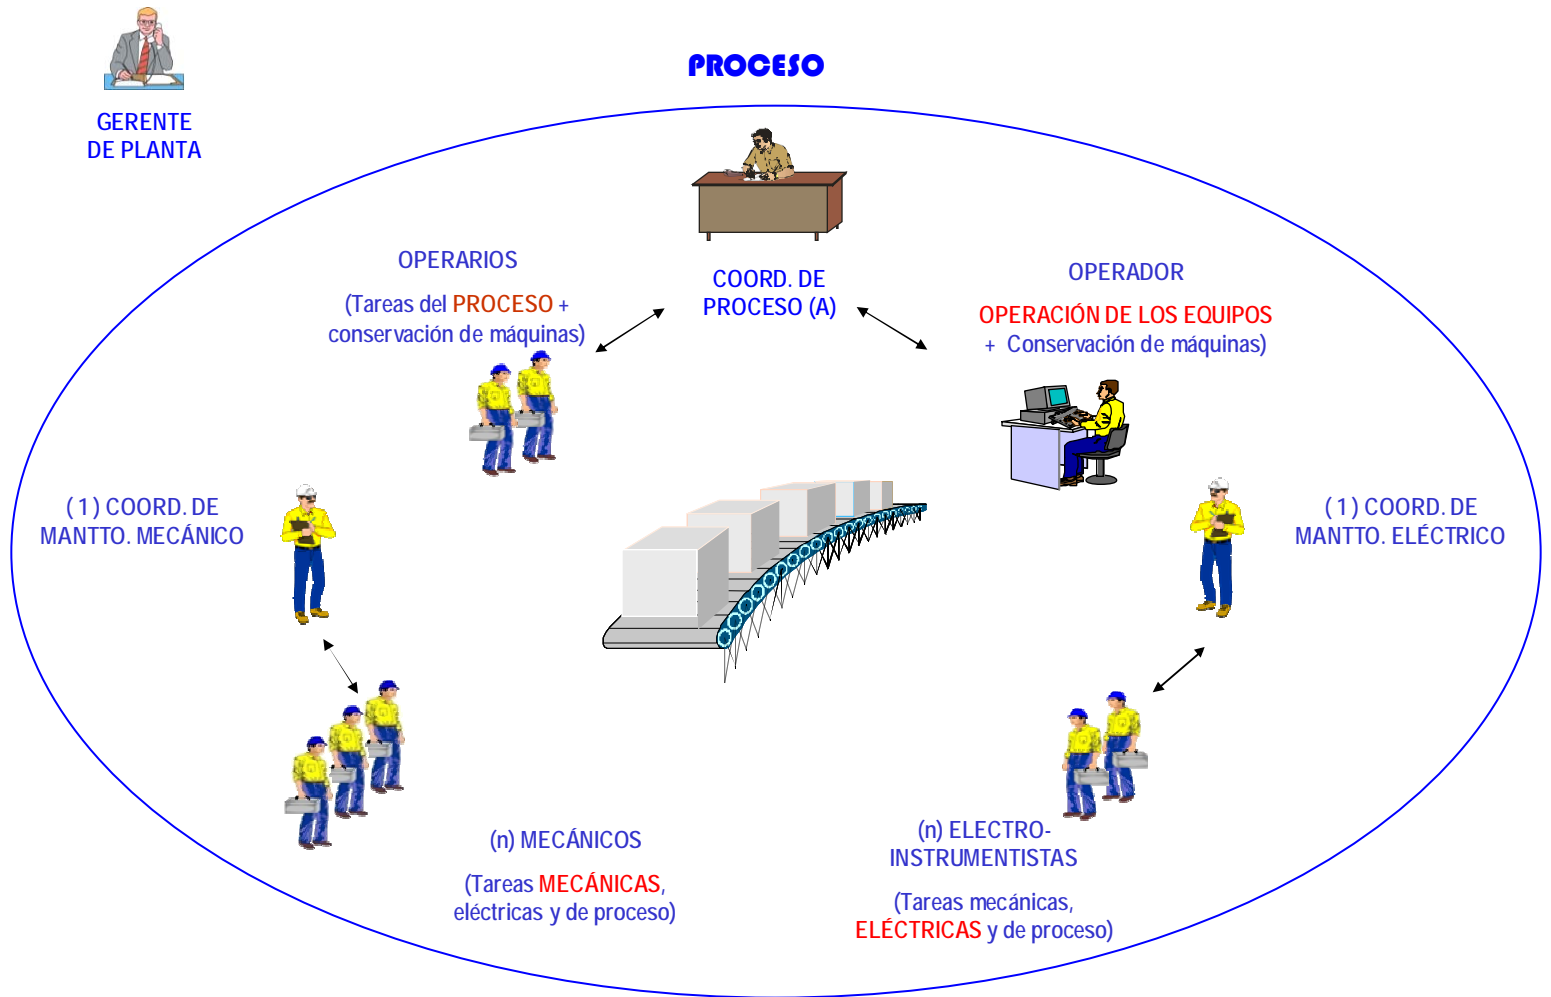 PROCESO
GERENTE
DE PLANTA
OPERARIOS
(Tareas del PROCESO +
conservación de máquinas)
COORD. DE
PROCESO (A)
OPERADOR
OPERACIÓN DE LOS EQUIPOS
+ Conservación de máquinas)
( 1 ) COORD. DE
MANTTO. MECÁNICO
( 1 ) COORD. DE
MANTTO. ELÉCTRICO
(n) MECÁNICOS
(Tareas MECÁNICAS,
eléctricas y de proceso)
(n) ELECTRO-
INSTRUMENTISTAS
(Tareas mecánicas,
ELÉCTRICAS y de proceso)